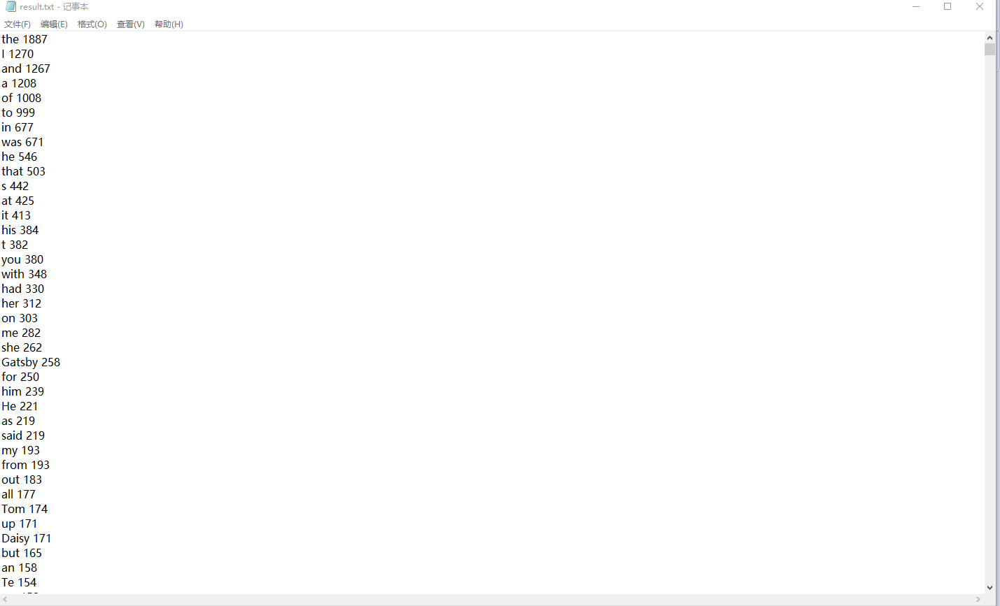 result.txt - 记事本
文件(F) 编辑(E) 格式(O) 查看(V) 帮助(H)
the 1887
I 1270
and 1267
a 1208
of 1008
to 999
in 677
was 671
he 546
that 503
s 442
at 425
it 413
his 384
t 382
you 380
with 348
had 330
her 312
on 303
me 282
she 262
Gatsby 258
for 250
him 239
He 221
as 219
said 219
my 193
from 193
out 183
all 177
Tom 174
up 171
Daisy 171
but 165
an 158
Te 154